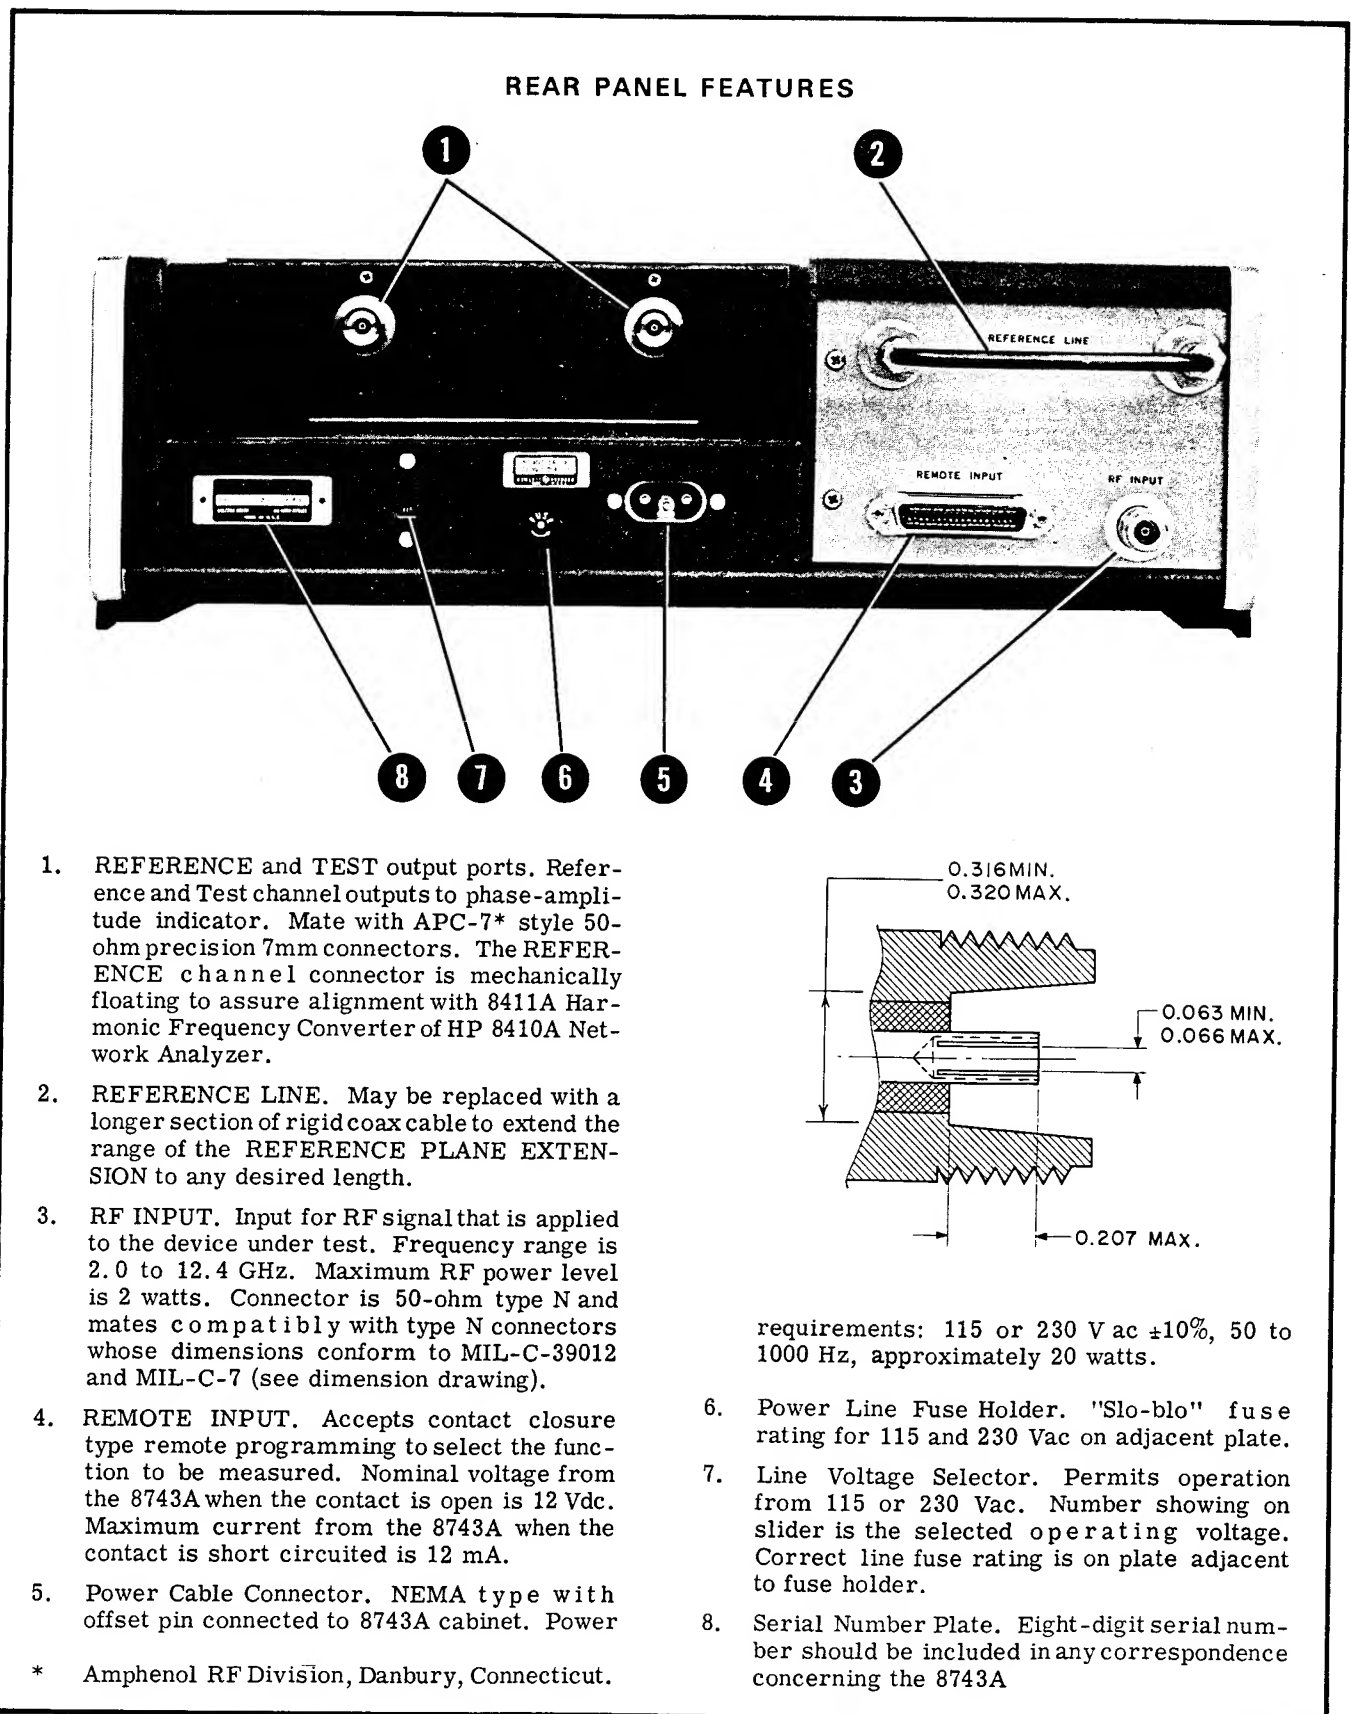 REAR PANEL FEATURES
1
2
REFERENCE LINE
REMOTE INPUT
RF INPUT
8
7
6
5
4
3
1. REFERENCE and TEST output ports. Refer-
ence and Test channel outputs to phase-ampli-
tude indicator. Mate with APC-7* style 50-
ohm precision 7mm connectors. The REFER-
ENCE channel connector is mechanically
floating to assure alignment with 8411A Har-
monic Frequency Converter of HP 8410A Net-
work Analyzer.
2. REFERENCE LINE. May be replaced with a
longer section of rigid coax cable to extend the
range of the REFERENCE PLANE EXTEN-
SION to any desired length.
3. RF INPUT. Input for RF signal that is applied
to the device under test. Frequency range is
2.0 to 12.4 GHz. Maximum RF power level
is 2 watts. Connector is 50-ohm type N and
mates compatibly with type N connectors
whose dimensions conform to MIL-C-39012
and MIL-C-7 (see dimension drawing).
4. REMOTE INPUT. Accepts contact closure
type remote programming to select the func-
tion to be measured. Nominal voltage from
the 8743A when the contact is open is 12 Vdc.
Maximum current from the 8743A when the
contact is short circuited is 12 mA.
5. Power Cable Connector. NEMA type with
offset pin connected to 8743A cabinet. Power
* Amphenol RF Division, Danbury, Connecticut.
0.316 MIN.
0.320 MAX.
0.063 MIN.
0.066 MAX.
0.207 MAX.
requirements: 115 or 230 V ac ±10%, 50 to
1000 Hz, approximately 20 watts.
6. Power Line Fuse Holder. "Slo-blo" fuse
rating for 115 and 230 Vac on adjacent plate.
7. Line Voltage Selector. Permits operation
from 115 or 230 Vac. Number showing on
slider is the selected operating voltage.
Correct line fuse rating is on plate adjacent
to fuse holder.
8. Serial Number Plate. Eight-digit serial num-
ber should be included in any correspondence
concerning the 8743A